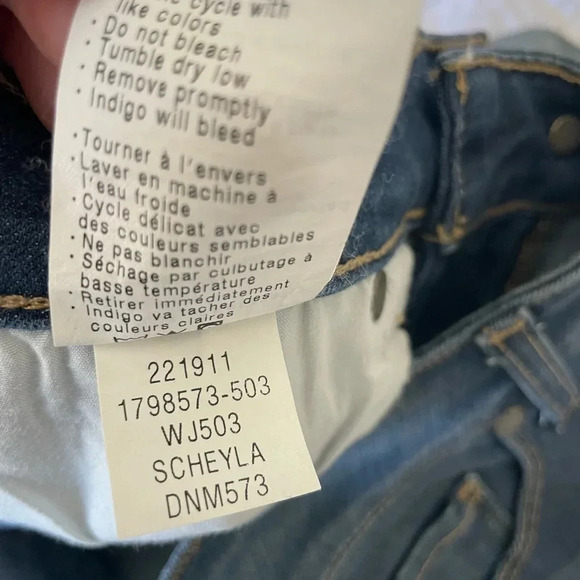 cycle with
like colors
• Do not bleach
• Tumble dry low
• Remove promptly
• Indigo will bleed
• Tourner à l'envers
• Laver en machine à
l'eau froide
• Cycle délicat avec
des couleurs semblables
• Ne pas blanchir
• Séchage par culbutage à
basse température
• Retirer immédiatement
• Indigo va tacher des
couleurs claires
221911
1798573-503
WJ503
SCHEYLA
DNM573